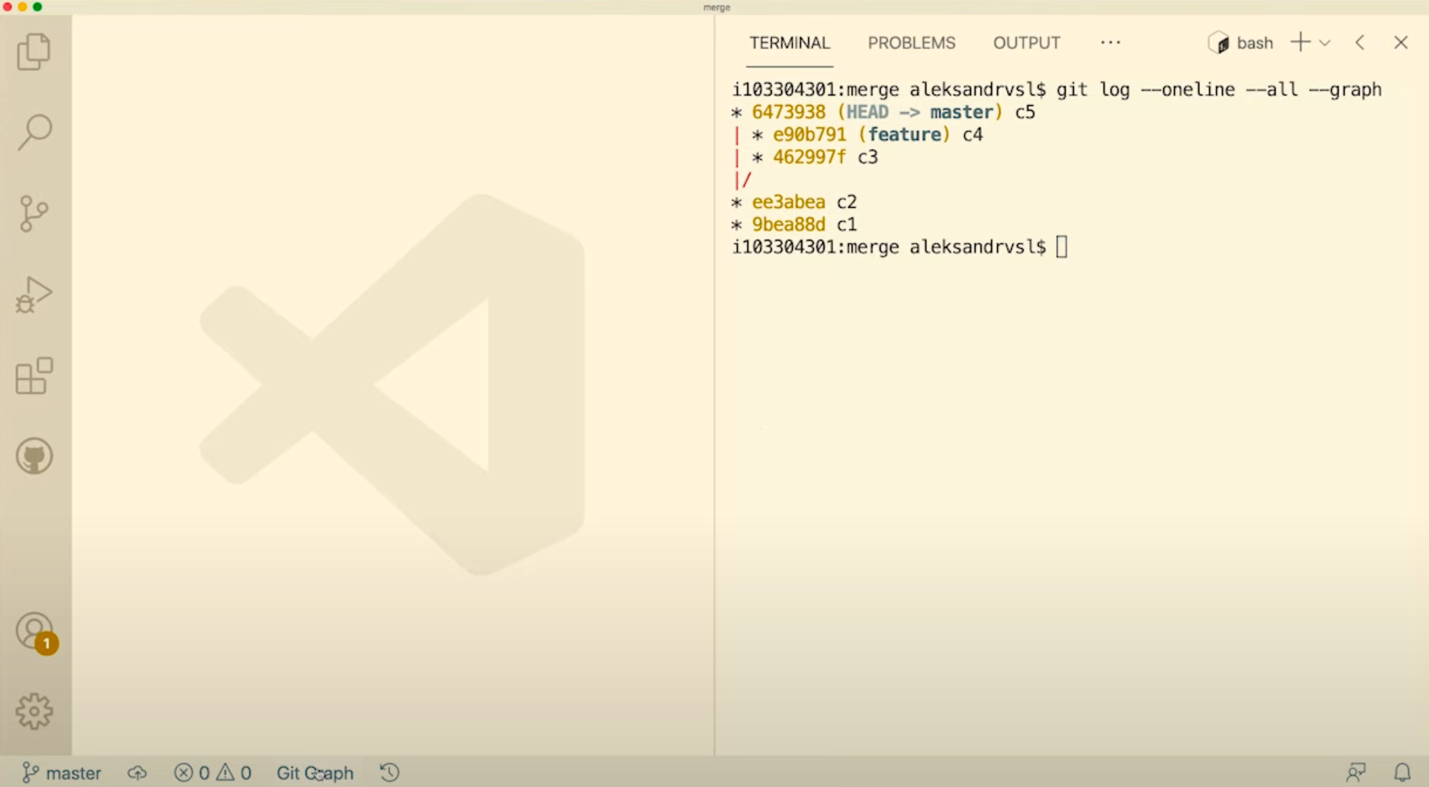 merge
TERMINAL PROBLEMS OUTPUT ··· bash
i103304301:merge aleksandrvsl$ git log --oneline --all --graph
* 6473938 (HEAD -> master) c5
| * e90b791 (feature) c4
| * 462997f c3
|/
* ee3abea c2
* 9bea88d c1
i103304301:merge aleksandrvsl$
1
master 0 0 Git Graph